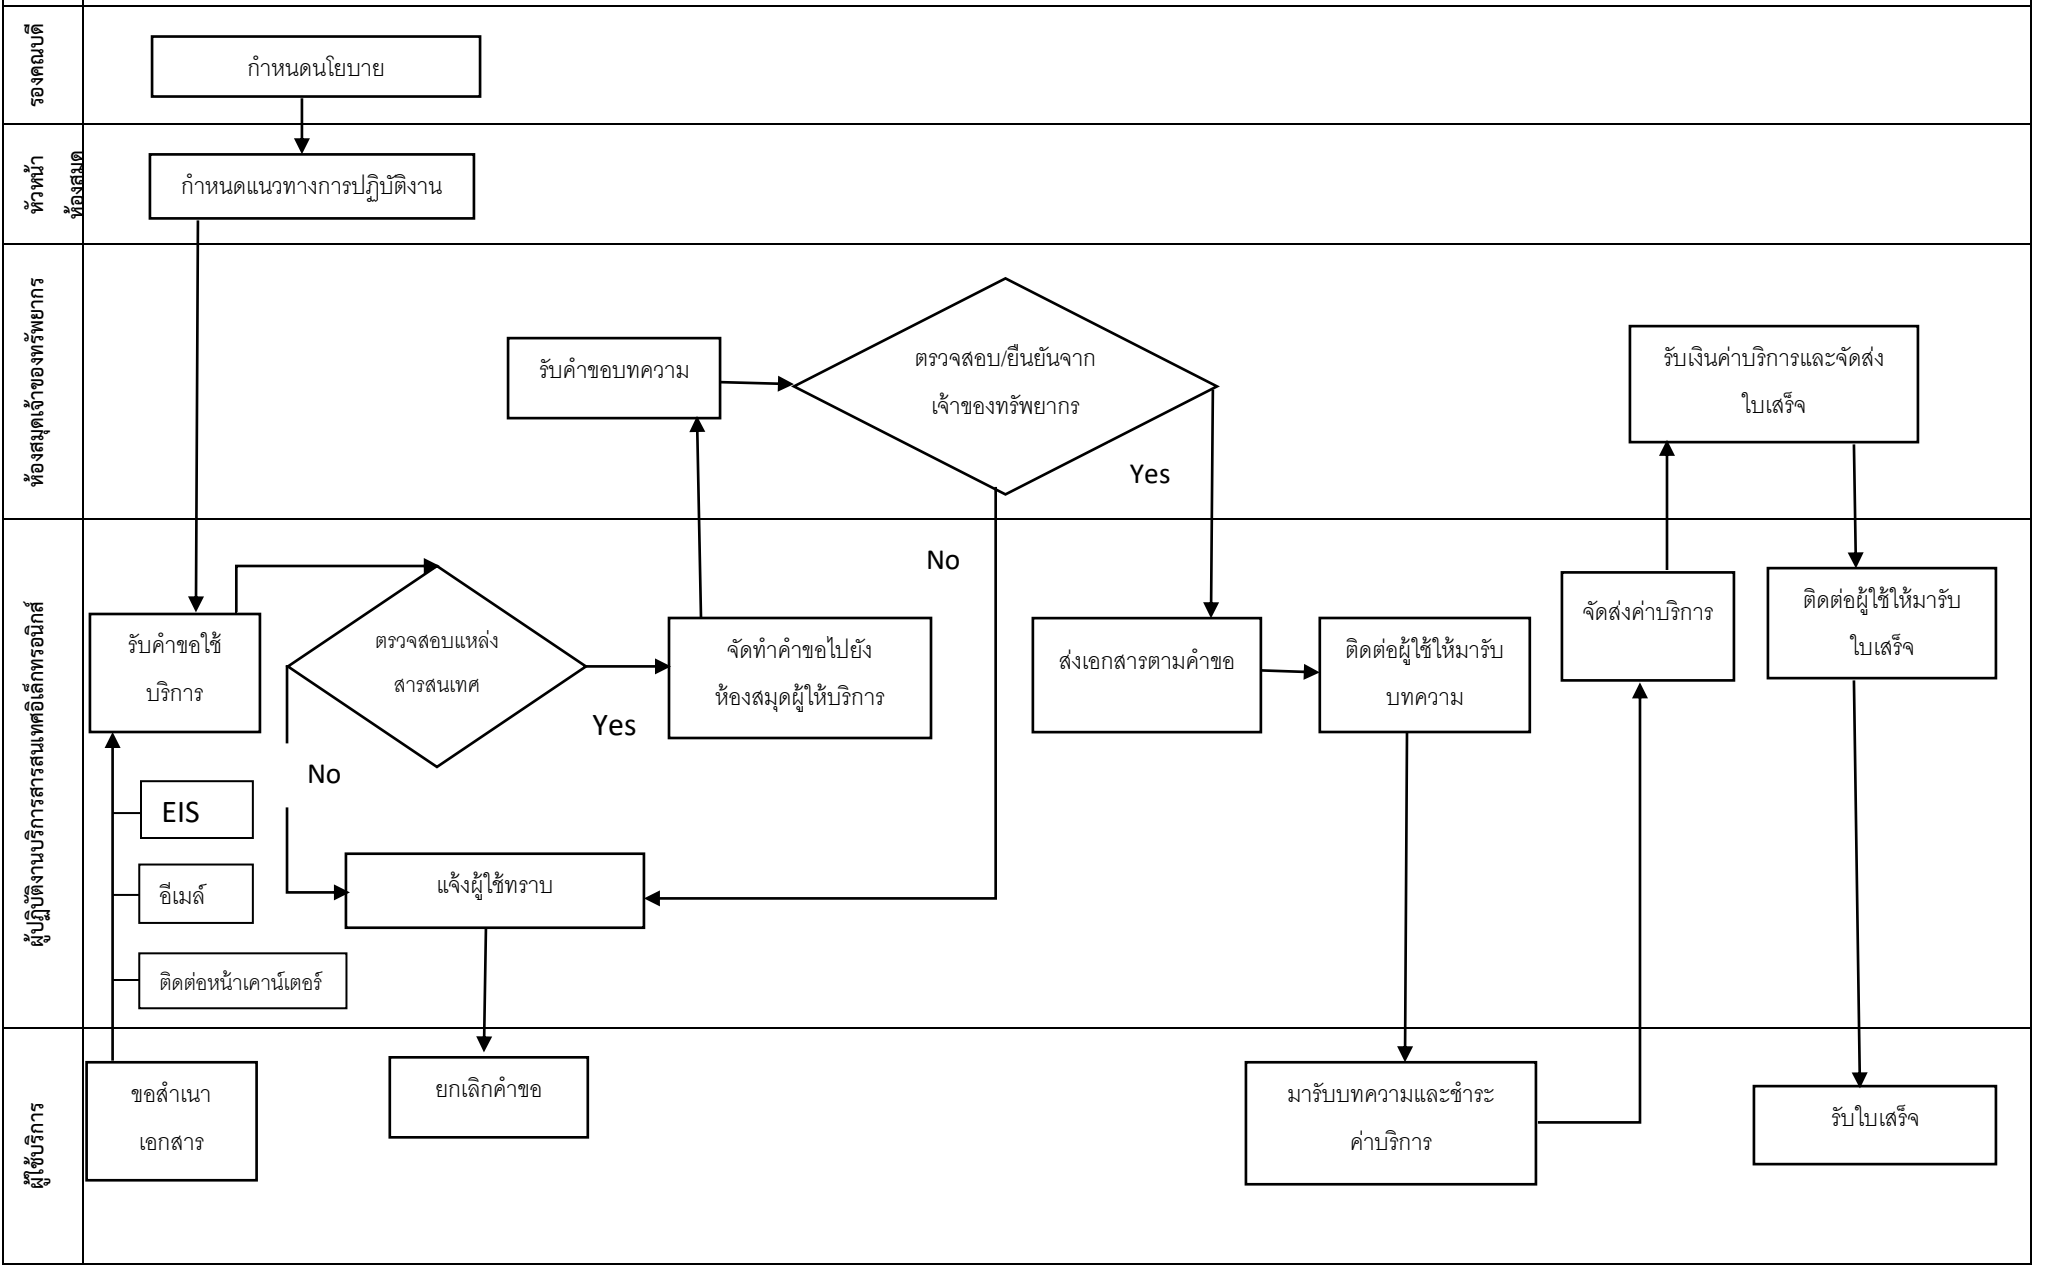 รองคณบดี
กำหนดนโยบาย
หัวหน้า
ห้องสมุด
กำหนดแนวทางการปฏิบัติงาน
ห้องสมุดเจ้าของทรัพยากร
รับคำขอบทความ
ตรวจสอบ/ยืนยันจาก
เจ้าของทรัพยากร
รับเงินค่าบริการและจัดส่ง
ใบเสร็จ
Yes
No
ผู้ปฏิบัติงานบริการสารสนเทศอิเล็กทรอนิกส์
รับคำขอใช้
บริการ
ตรวจสอบแหล่ง
สารสนเทศ
Yes
No
จัดทำคำขอไปยัง
ห้องสมุดผู้ให้บริการ
ส่งเอกสารตามคำขอ
ติดต่อผู้ใช้ให้มารับ
บทความ
จัดส่งค่าบริการ
ติดต่อผู้ใช้ให้มารับ
ใบเสร็จ
EIS
อีเมล์
ติดต่อหน้าเคาน์เตอร์
แจ้งผู้ใช้ทราบ
ผู้ใช้บริการ
ขอสำเนา
เอกสาร
ยกเลิกคำขอ
มารับบทความและชำระ
ค่าบริการ
รับใบเสร็จ